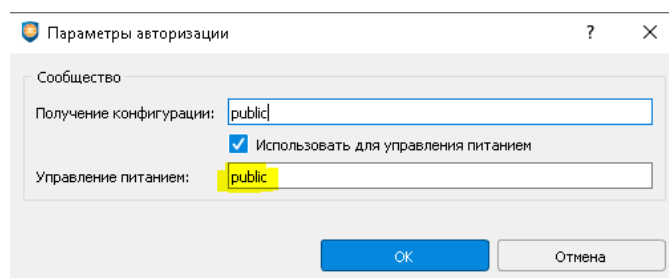 Параметры авторизации ? ×
Сообщество
Получение конфигурации: public
Использовать для управления питанием
Управление питанием: public
OK Отмена